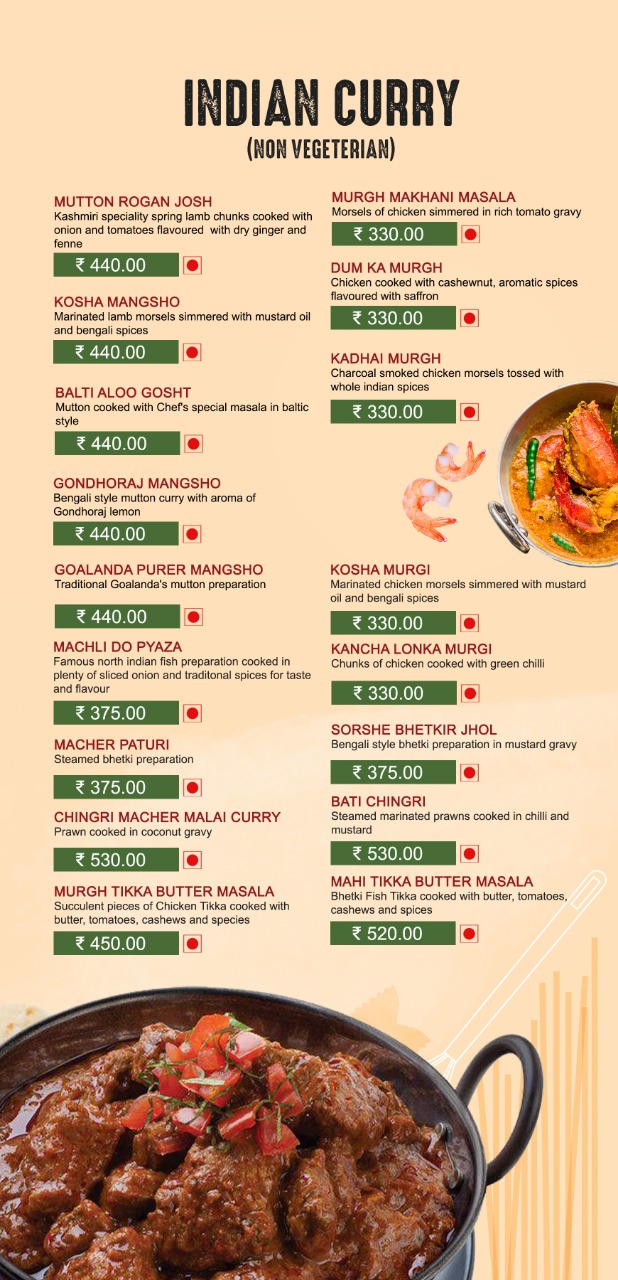 INDIAN CURRY
(NON VEGETERIAN)
MUTTON ROGAN JOSH
Kashmiri speciality spring lamb chunks cooked with
onion and tomatoes flavoured with dry ginger and
fenne
₹ 440.00
KOSHA MANGSHO
Marinated lamb morsels simmered with mustard oil
and bengali spices
₹ 440.00
BALTI ALOO GOSHT
Mutton cooked with Chef's special masala in baltic
style
₹ 440.00
GONDHORAJ MANGSHO
Bengali style mutton curry with aroma of
Gondhoraj lemon
₹ 440.00
GOALANDA PURER MANGSHO
Traditional Goalanda's mutton preparation
₹ 440.00
MACHLI DO PYAZA
Famous north indian fish preparation cooked in
plenty of sliced onion and traditonal spices for taste
and flavour
₹ 375.00
MACHER PATURI
Steamed bhetki preparation
₹ 375.00
CHINGRI MACHER MALAI CURRY
Prawn cooked in coconut gravy
₹ 530.00
MURGH TIKKA BUTTER MASALA
Succulent pieces of Chicken Tikka cooked with
butter, tomatoes, cashews and species
₹ 450.00
MURGH MAKHANI MASALA
Morsels of chicken simmered in rich tomato gravy
₹ 330.00
DUM KA MURGH
Chicken cooked with cashewnut, aromatic spices
flavoured with saffron
₹ 330.00
KADHAI MURGH
Charcoal smoked chicken morsels tossed with
whole indian spices
₹ 330.00
KOSHA MURGI
Marinated chicken morsels simmered with mustard
oil and bengali spices
₹ 330.00
KANCHA LONKA MURGI
Chunks of chicken cooked with green chilli
₹ 330.00
SORSHE BHETKIR JHOL
Bengali style bhetki preparation in mustard gravy
₹ 375.00
BATI CHINGRI
Steamed marinated prawns cooked in chilli and
mustard
₹ 530.00
MAHI TIKKA BUTTER MASALA
Bhetki Fish Tikka cooked with butter, tomatoes,
cashews and spices
₹ 520.00